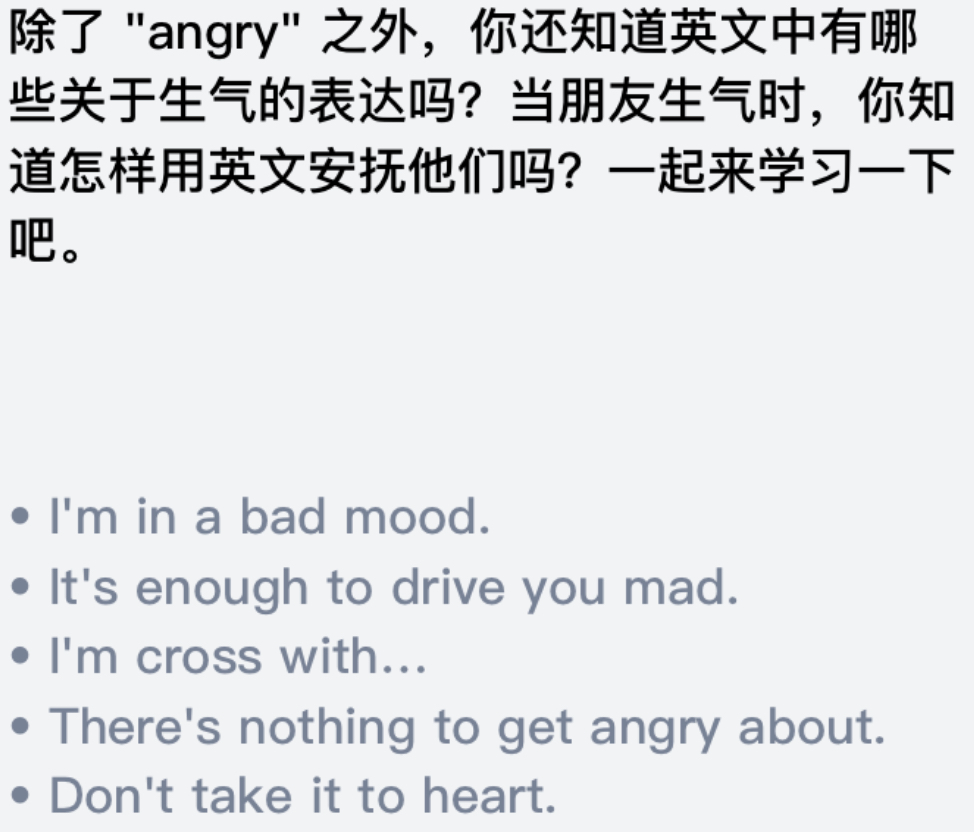 除了 "angry" 之外，你还知道英文中有哪
些关于生气的表达吗？当朋友生气时，你知
道怎样用英文安抚他们吗？一起来学习一下
吧。
• I'm in a bad mood.
• It's enough to drive you mad.
• I'm cross with...
• There's nothing to get angry about.
• Don't take it to heart.